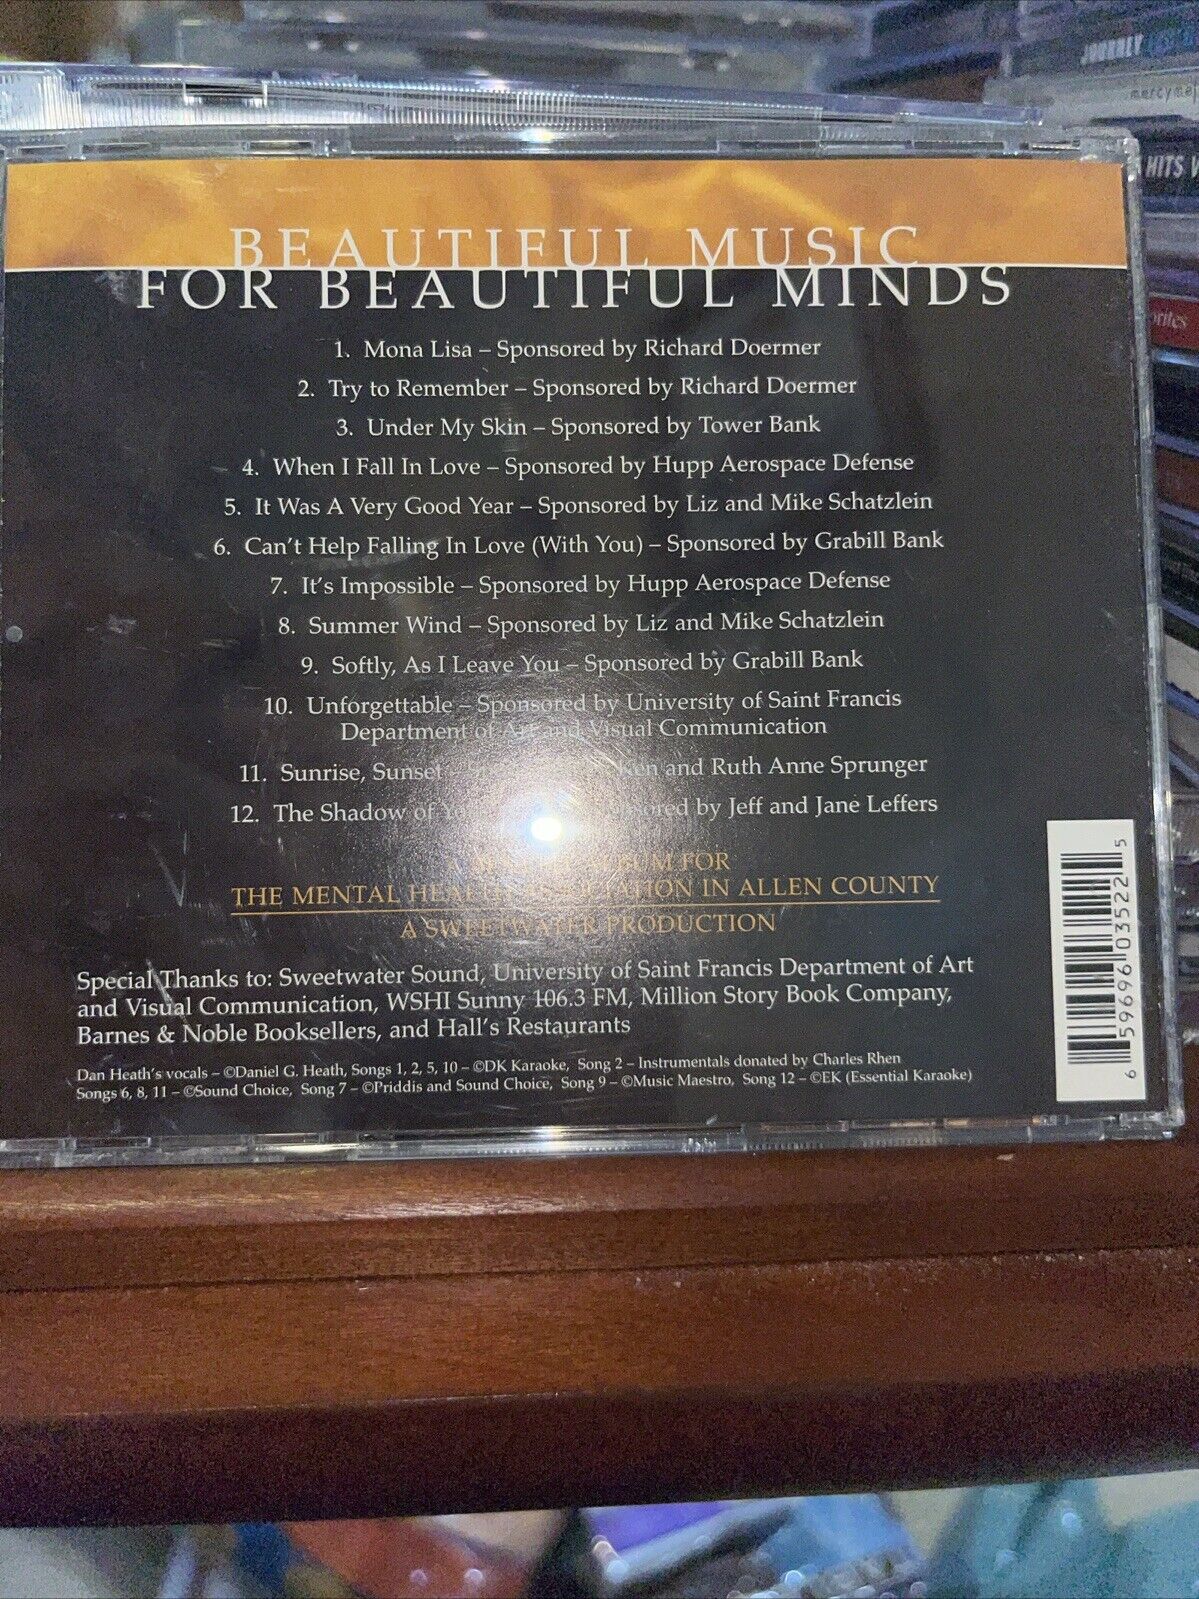 JOURNEY
mercyme
HITS V
orites
BEAUTIFUL MUSIC
FOR BEAUTIFUL MINDS
1. Mona Lisa – Sponsored by Richard Doermer
2. Try to Remember – Sponsored by Richard Doermer
3. Under My Skin – Sponsored by Tower Bank
4. When I Fall In Love – Sponsored by Hupp Aerospace Defense
5. It Was A Very Good Year – Sponsored by Liz and Mike Schatzlein
6. Can't Help Falling In Love (With You) – Sponsored by Grabill Bank
7. It's Impossible – Sponsored by Hupp Aerospace Defense
8. Summer Wind – Sponsored by Liz and Mike Schatzlein
9. Softly, As I Leave You – Sponsored by Grabill Bank
10. Unforgettable – Sponsored by University of Saint Francis
Department of Art and Visual Communication
11. Sunrise, Sunset Ken and Ruth Anne Sprunger
12. The Shadow of by Jeff and Jane Leffers
ALBUM FOR
THE MENTAL HEALTH ASSOCIATION IN ALLEN COUNTY
A SWEETWATER PRODUCTION
Special Thanks to: Sweetwater Sound, University of Saint Francis Department of Art
and Visual Communication, WSHI Sunny 106.3 FM, Million Story Book Company,
Barnes & Noble Booksellers, and Hall's Restaurants
Dan Heath's vocals – ©Daniel G. Heath, Songs 1, 2, 5, 10 – ©DK Karaoke, Song 2 – Instrumentals donated by Charles Rhen
Songs 6, 8, 11 – ©Sound Choice, Song 7 – ©Priddis and Sound Choice, Song 9 – ©Music Maestro, Song 12 – ©EK (Essential Karaoke)
6 59696 03522 5